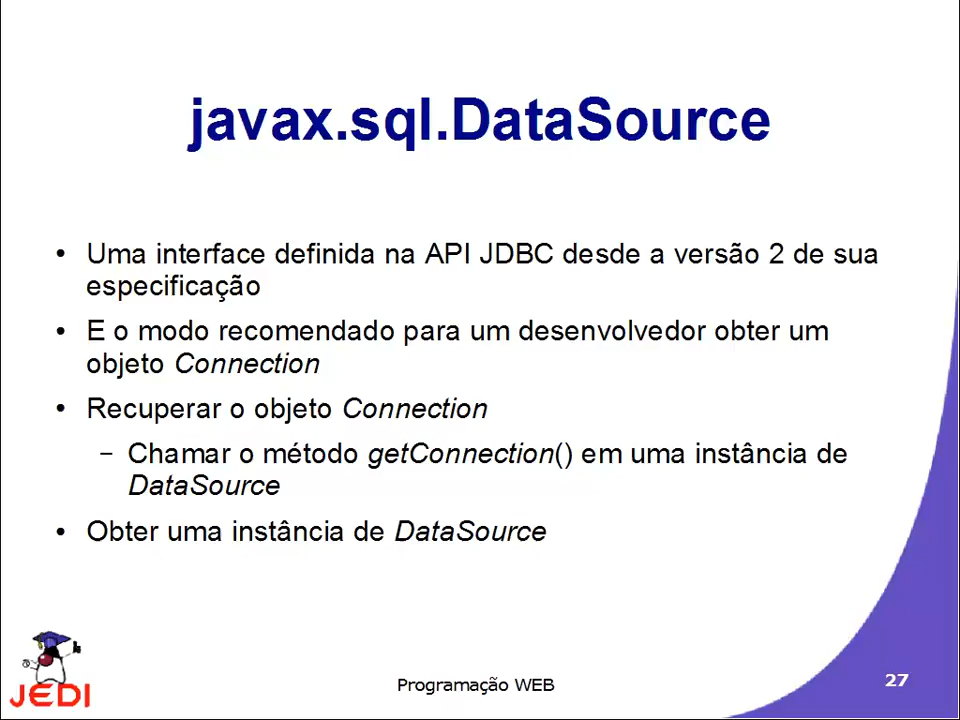 javax.sql.DataSource
• Uma interface definida na API JDBC desde a versão 2 de sua
especificação
• E o modo recomendado para um desenvolvedor obter um
objeto Connection
• Recuperar o objeto Connection
– Chamar o método getConnection() em uma instância de
DataSource
• Obter uma instância de DataSource
JEDI
Programação WEB
27